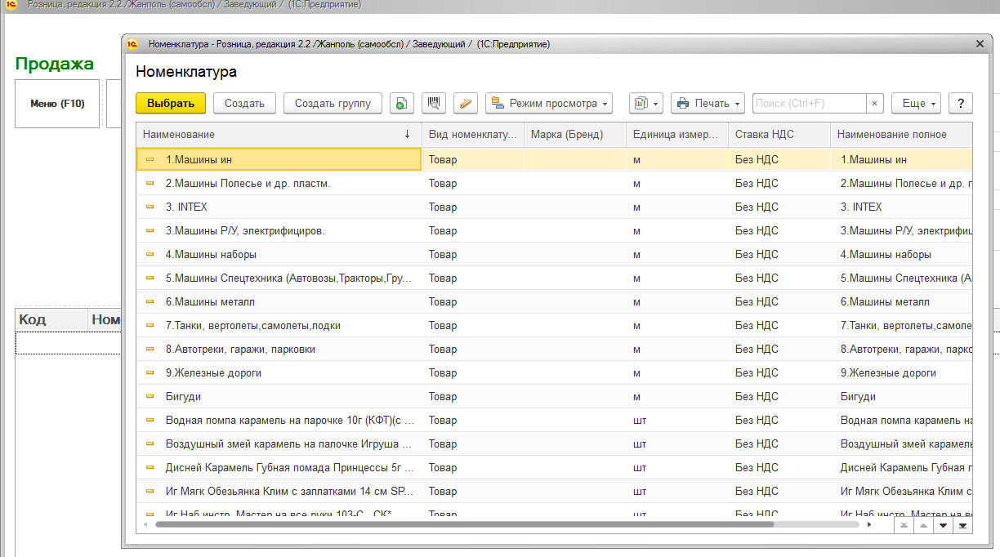 Розница, редакция 2.2 /Жанполь (самообсл) / Заведующий / (1С:Предприятие)
Номенклатура - Розница, редакция 2.2 /Жанполь (самообсл) / Заведующий / (1С:Предприятие)
Продажа
Меню (F10)
Код Ном
Номенклатура
Выбрать Создать Создать группу Режим просмотра Печать Поиск (Ctrl+F) × Еще ?
Наименование ↓ Вид номенклату... Марка (Бренд) Единица измер... Ставка НДС Наименование полное
1.Машины ин Товар м Без НДС 1.Машины ин
2.Машины Полесье и др. пластм. Товар м Без НДС 2.Машины Полесье и др. п
3. INTEX Товар м Без НДС 3. INTEX
3.Машины Р/У, электрифициров. Товар м Без НДС 3.Машины Р/У, электрифиц
4.Машины наборы Товар м Без НДС 4.Машины наборы
5.Машины Спецтехника (Автовозы,Тракторы,Гру... Товар м Без НДС 5.Машины Спецтехника (А
6.Машины металл Товар м Без НДС 6.Машины металл
7.Танки, вертолеты,самолеты,лодки Товар м Без НДС 7.Танки, вертолеты,самоле
8.Автотреки, гаражи, парковки Товар м Без НДС 8.Автотреки, гаражи, парко
9.Железные дороги Товар м Без НДС 9.Железные дороги
Бигуди Товар м Без НДС Бигуди
Водная помпа карамель на парочке 10г (КФТ)(с ... Товар шт Без НДС Водная помпа карамель на
Воздушный змей карамель на палочке Игруша ... Товар шт Без НДС Воздушный змей карамель
Дисней Карамель Губная помада Принцессы 5г ... Товар шт Без НДС Дисней Карамель Губная п
Иг Мягк Обезьянка Клим с заплатками 14 см SP... Товар шт Без НДС Иг Мягк Обезьянка Клим с
Иг Наб инстр. Мастер на все руки 103-С СК* Товар шт Без НДС Иг Наб инстр. Мастер на в